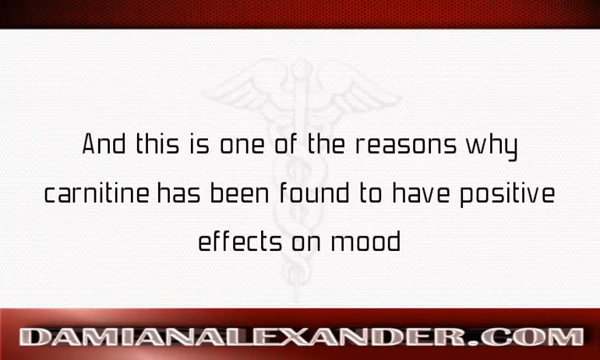 And this is one of the reasons why
carnitine has been found to have positive
effects on mood
DAMIANALEXANDER.COM